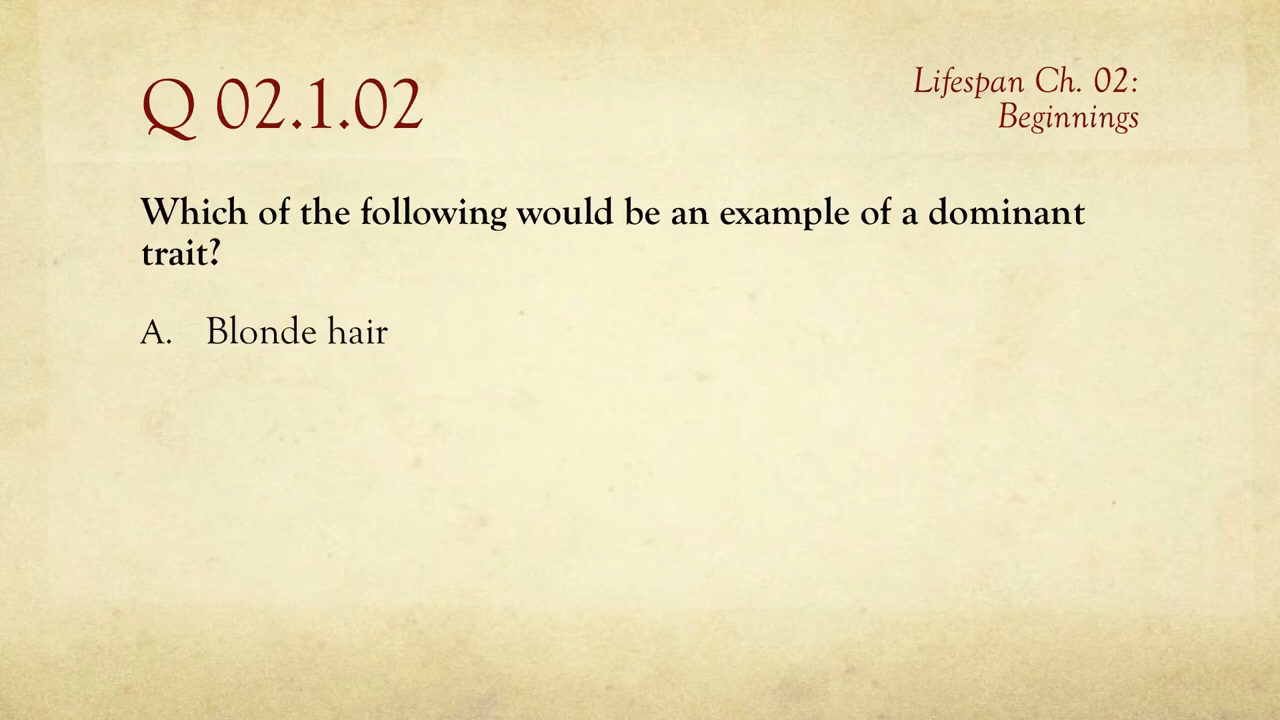 Q 02.1.02
Lifespan Ch. 02:
Beginnings
Which of the following would be an example of a dominant
trait?
A. Blonde hair